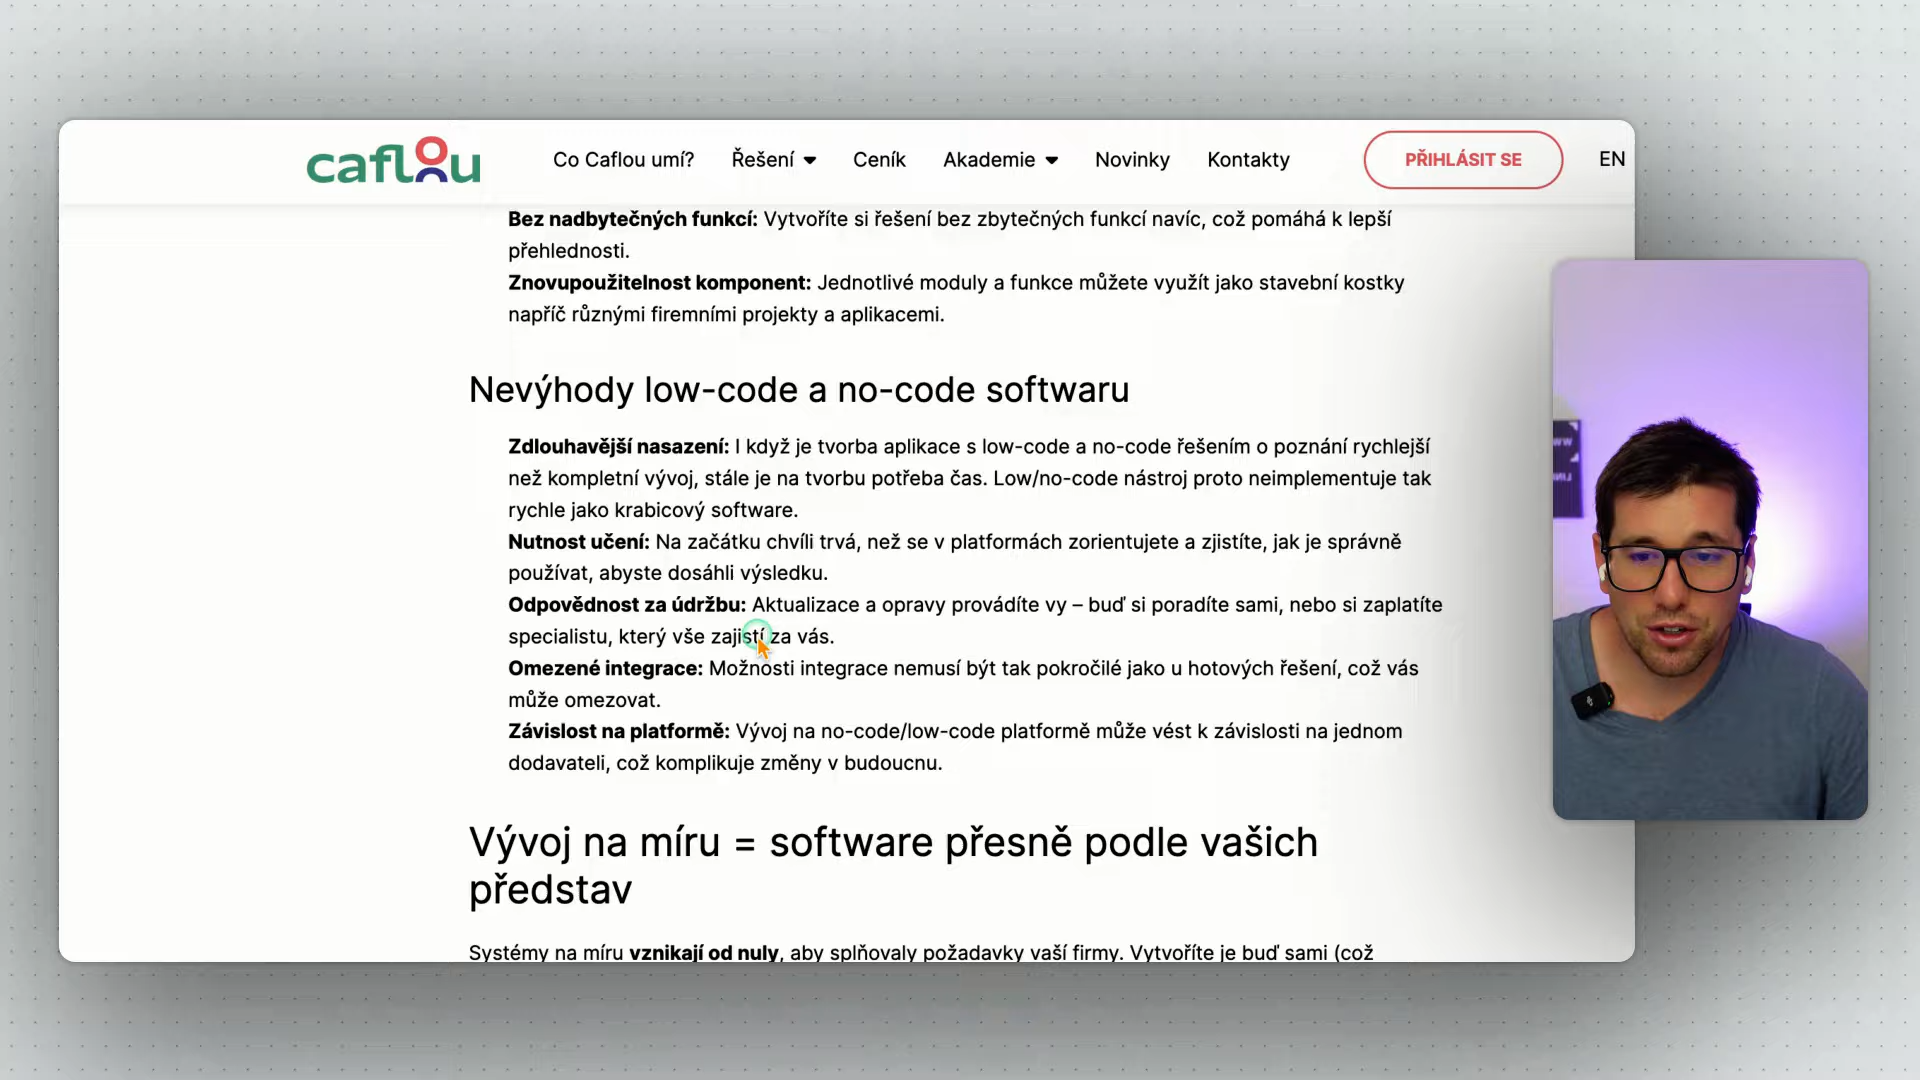 caflou
Co Caflou umí?
Řešení
Ceník
Akademie
Novinky
Kontakty
PŘIHLÁSIT SE
EN
Bez nadbytečných funkcí: Vytvoříte si řešení bez zbytečných funkcí navíc, což pomáhá k lepší
přehlednosti.
Znovupoužitelnost komponent: Jednotlivé moduly a funkce můžete využít jako stavební kostky
napříč různými firemními projekty a aplikacemi.
Nevýhody low-code a no-code softwaru
Zdlouhavější nasazení: I když je tvorba aplikace s low-code a no-code řešením o poznání rychlejší
než kompletní vývoj, stále je na tvorbu potřeba čas. Low/no-code nástroj proto neimplementuje tak
rychle jako krabicový software.
Nutnost učení: Na začátku chvíli trvá, než se v platformách zorientujete a zjistíte, jak je správně
používat, abyste dosáhli výsledku.
Odpovědnost za údržbu: Aktualizace a opravy provádíte vy – buď si poradíte sami, nebo si zaplatíte
specialistu, který vše zajistí za vás.
Omezené integrace: Možnosti integrace nemusí být tak pokročilé jako u hotových řešení, což vás
může omezovat.
Závislost na platformě: Vývoj na no-code/low-code platformě může vést k závislosti na jednom
dodavateli, což komplikuje změny v budoucnu.
Vývoj na míru = software přesně podle vašich
představ
Systémy na míru vznikají od nuly, aby splňovaly požadavky vaší firmy. Vytvoříte je buď sami (což